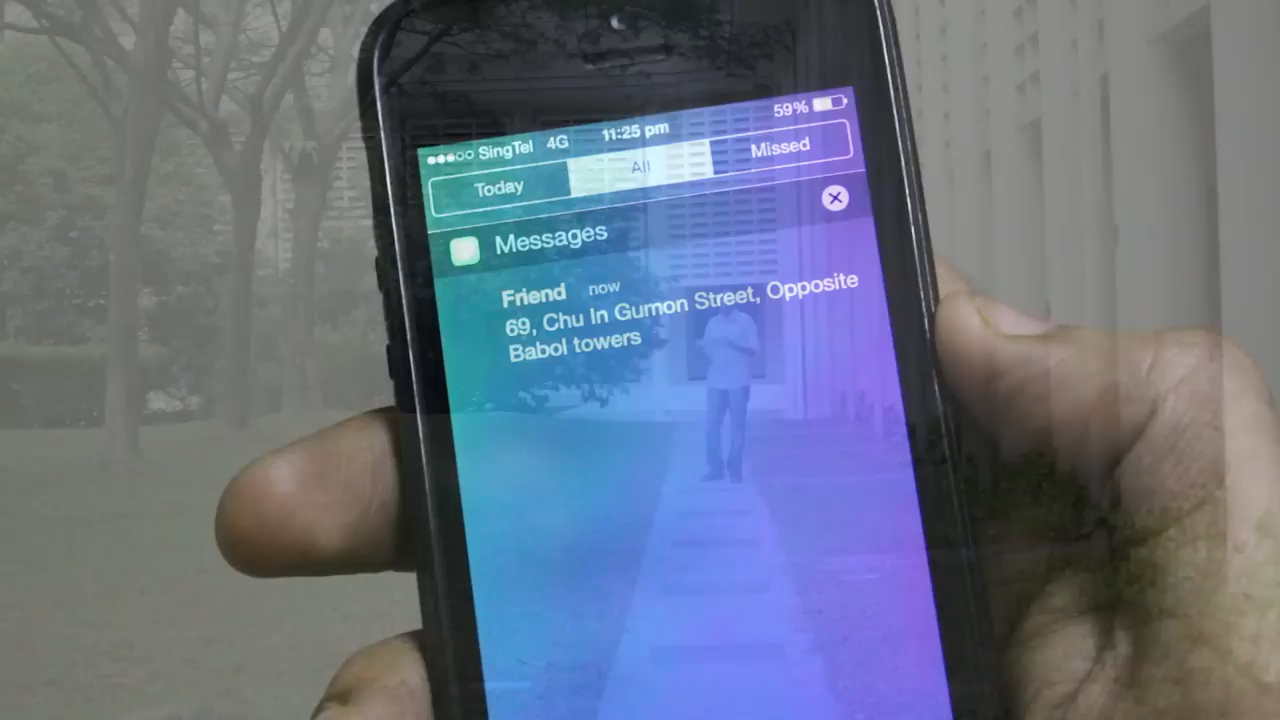 SingTel 4G 11:25 pm 59%
Today All Missed
Messages
Friend now
69, Chu In Gumon Street, Opposite
Babol towers